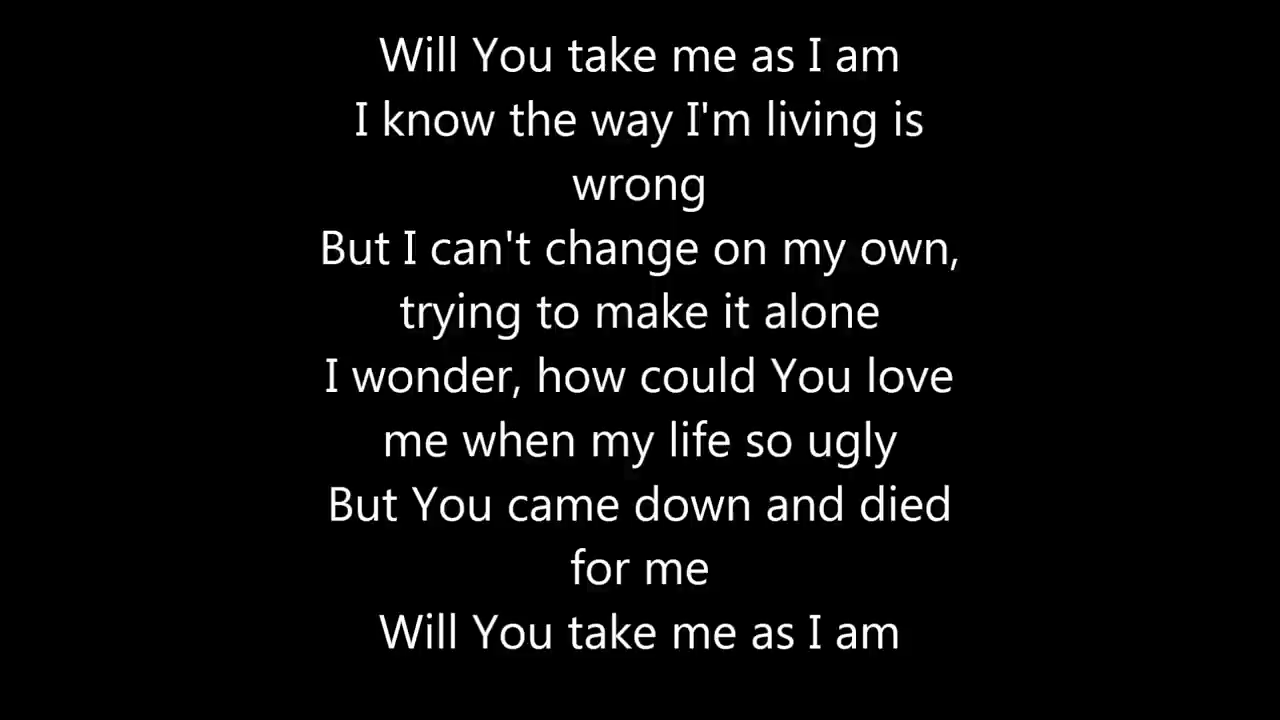 Will You take me as I am
I know the way I'm living is
wrong
But I can't change on my own,
trying to make it alone
I wonder, how could You love
me when my life so ugly
But You came down and died
for me
Will You take me as I am